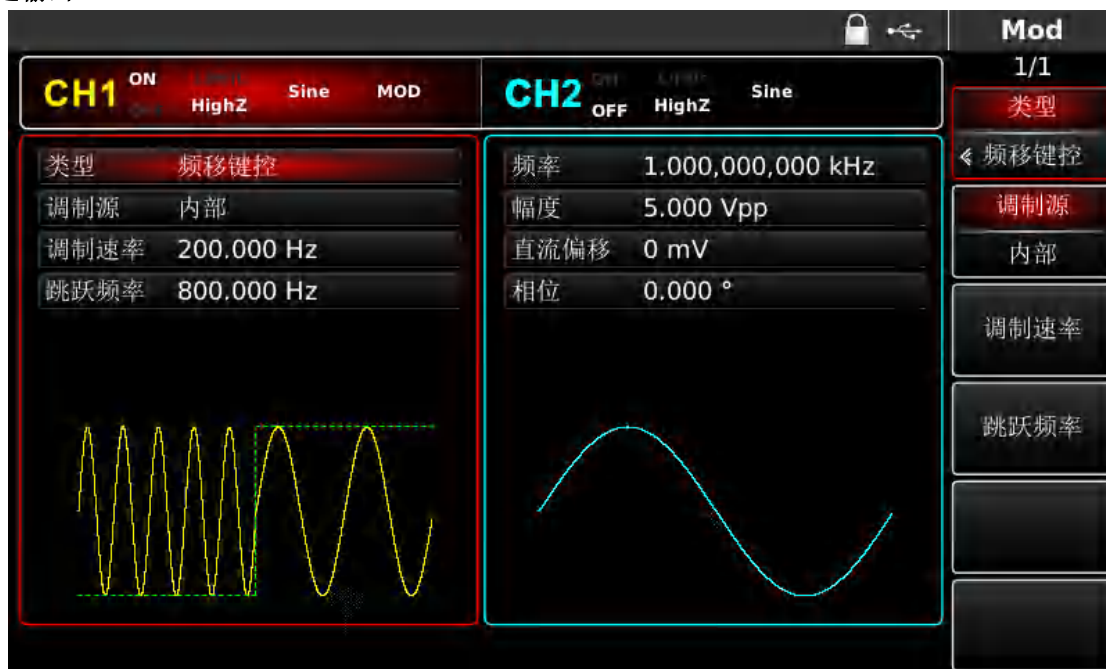 Mod
1/1
CH1 ON HighZ Sine MOD
CH2 OFF HighZ Sine
类型 频移键控
调制源 内部
调制速率 200.000 Hz
跳跃频率 800.000 Hz
频率 1.000,000,000 kHz
幅度 5.000 Vpp
直流偏移 0 mV
相位 0.000 °
类型
频移键控
调制源
内部
调制速率
跳跃频率